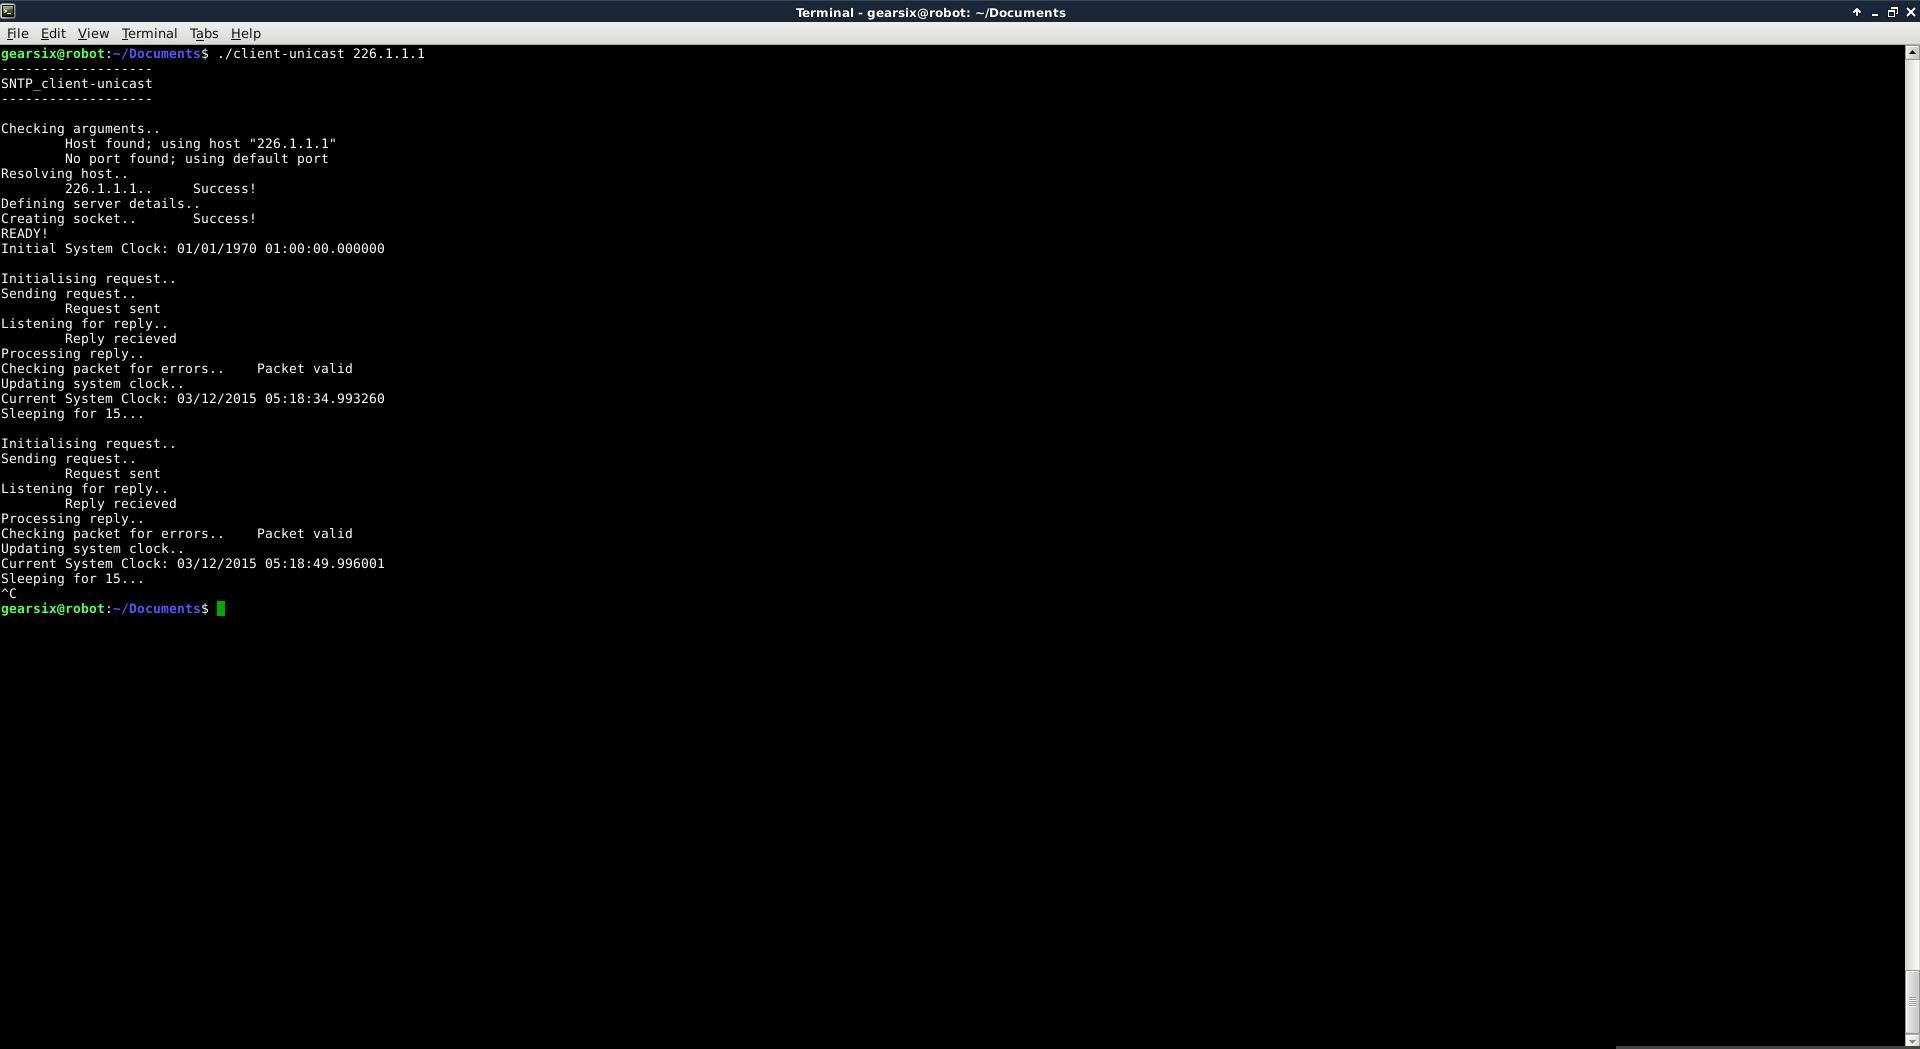 Terminal - gearsix@robot: ~/Documents
File Edit View Terminal Tabs Help
gearsix@robot:~/Documents$ ./client-unicast 226.1.1.1
-------------------
SNTP_client-unicast
-------------------
Checking arguments..
Host found; using host "226.1.1.1"
No port found; using default port
Resolving host..
226.1.1.1.. Success!
Defining server details..
Creating socket.. Success!
READY!
Initial System Clock: 01/01/1970 01:00:00.000000
Initialising request..
Sending request..
Request sent
Listening for reply..
Reply recieved
Processing reply..
Checking packet for errors.. Packet valid
Updating system clock..
Current System Clock: 03/12/2015 05:18:34.993260
Sleeping for 15...
Initialising request..
Sending request..
Request sent
Listening for reply..
Reply recieved
Processing reply..
Checking packet for errors.. Packet valid
Updating system clock..
Current System Clock: 03/12/2015 05:18:49.996001
Sleeping for 15...
^C
gearsix@robot:~/Documents$